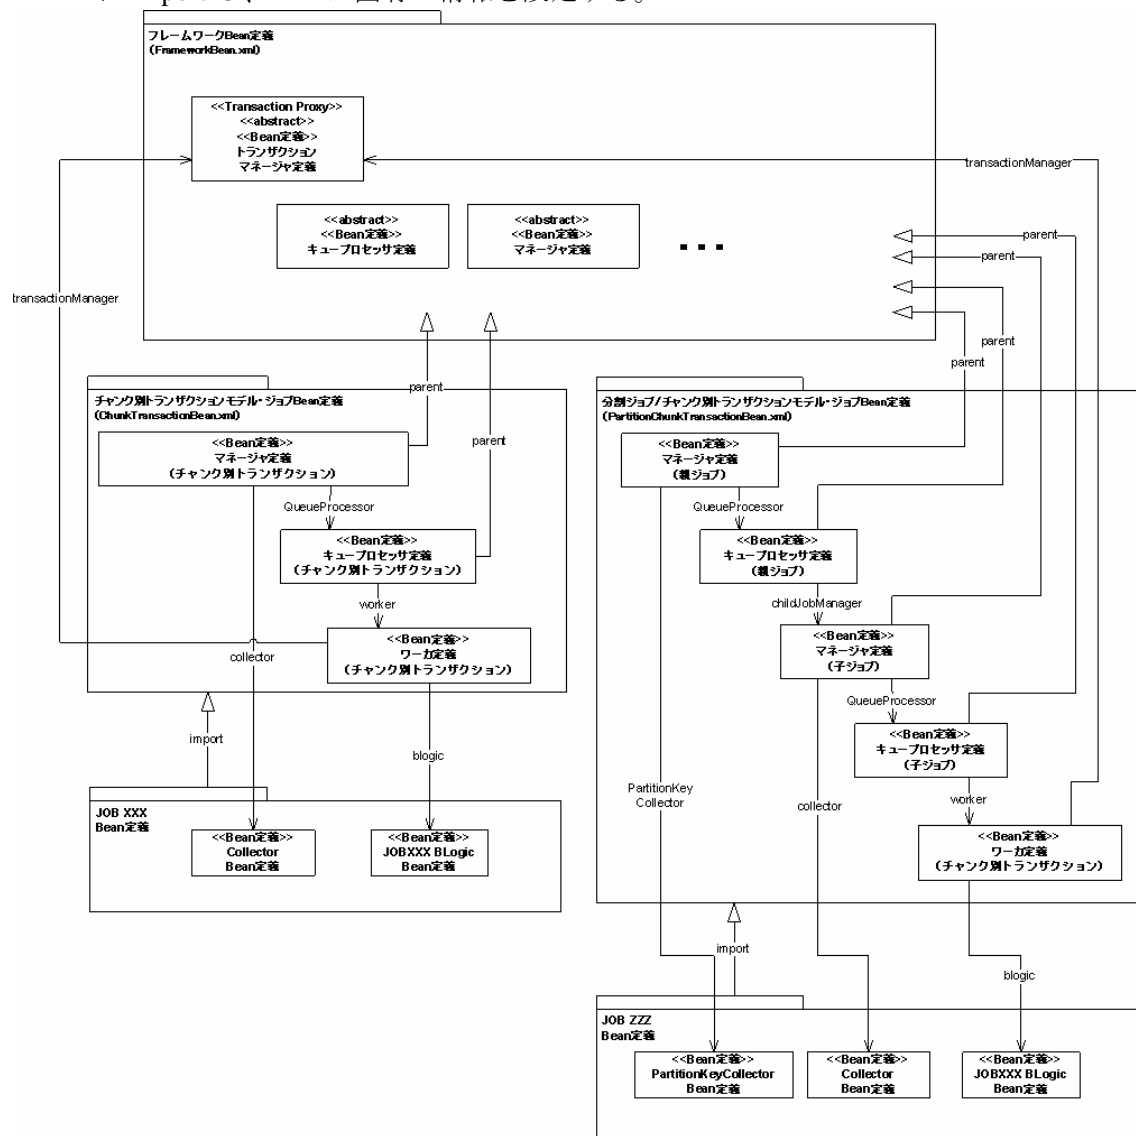 フレームワークBean定義
(FrameworkBean.xml)
<<Transaction Proxy>>
<<abstract>>
<<Bean定義>>
トランザクション
マネージャ定義
transactionManager
<<abstract>>
<<Bean定義>>
キュープロセッサ定義
<<abstract>>
<<Bean定義>>
マネージャ定義
...
parent
parent
parent
parent
transactionManager
parent
parent
チャンク別トランザクションモデル・ジョブBean定義
(ChunkTransactionBean.xml)
<<Bean定義>>
マネージャ定義
(チャンク別トランザクション)
QueueProcessor
<<Bean定義>>
キュープロセッサ定義
(チャンク別トランザクション)
worker
<<Bean定義>>
ワーカ定義
(チャンク別トランザクション)
collector
import
blogic
JOB XXX
Bean定義
<<Bean定義>>
Collector
Bean定義
<<Bean定義>>
JOBXXX BLogic
Bean定義
分割ジョブ/チャンク別トランザクションモデル・ジョブBean定義
(PartitionChunkTransactionBean.xml)
<<Bean定義>>
マネージャ定義
(親ジョブ)
QueueProcessor
<<Bean定義>>
キュープロセッサ定義
(親ジョブ)
childJobManager
<<Bean定義>>
マネージャ定義
(子ジョブ)
QueueProcessor
<<Bean定義>>
キュープロセッサ定義
(子ジョブ)
PartitionKey
Collector
collector
worker
<<Bean定義>>
ワーカ定義
(チャンク別トランザクション)
import
blogic
JOB ZZZ
Bean定義
<<Bean定義>>
PartitionKeyCollector
Bean定義
<<Bean定義>>
Collector
Bean定義
<<Bean定義>>
JOBXXX BLogic
Bean定義